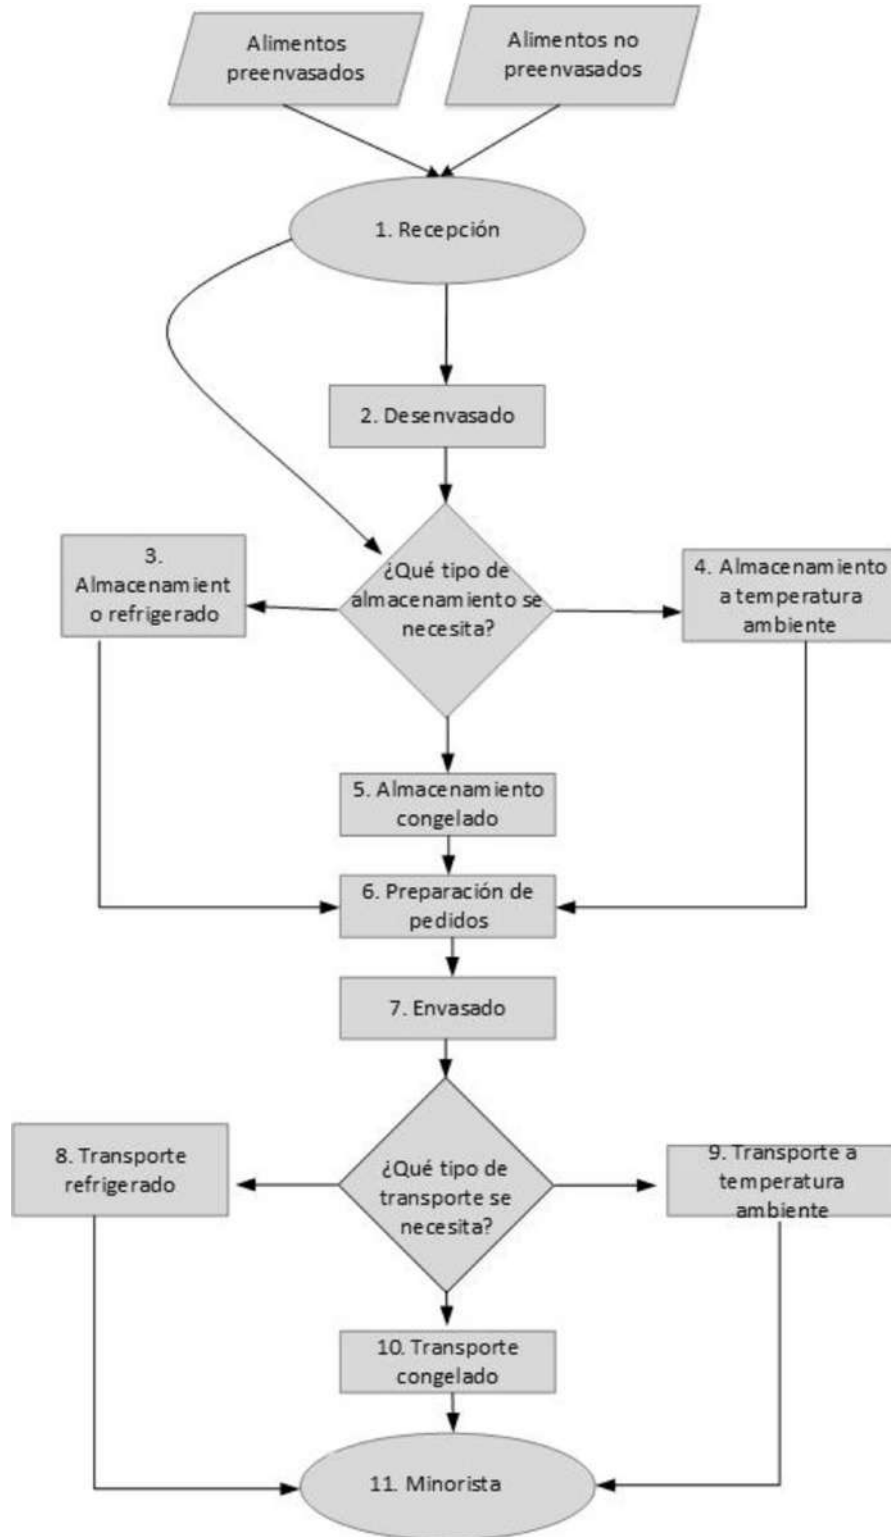 Alimentos
preenvasados
Alimentos no
preenvasados
1. Recepción
2. Desenvasado
3.
Almacenamient
o refrigerado
¿Qué tipo de
almacenamiento se
necesita?
4. Almacenamiento
a temperatura
ambiente
5. Almacenamiento
congelado
6. Preparación de
pedidos
7. Envasado
8. Transporte
refrigerado
¿Qué tipo de
transporte se
necesita?
9. Transporte a
temperatura
ambiente
10. Transporte
congelado
11. Minorista